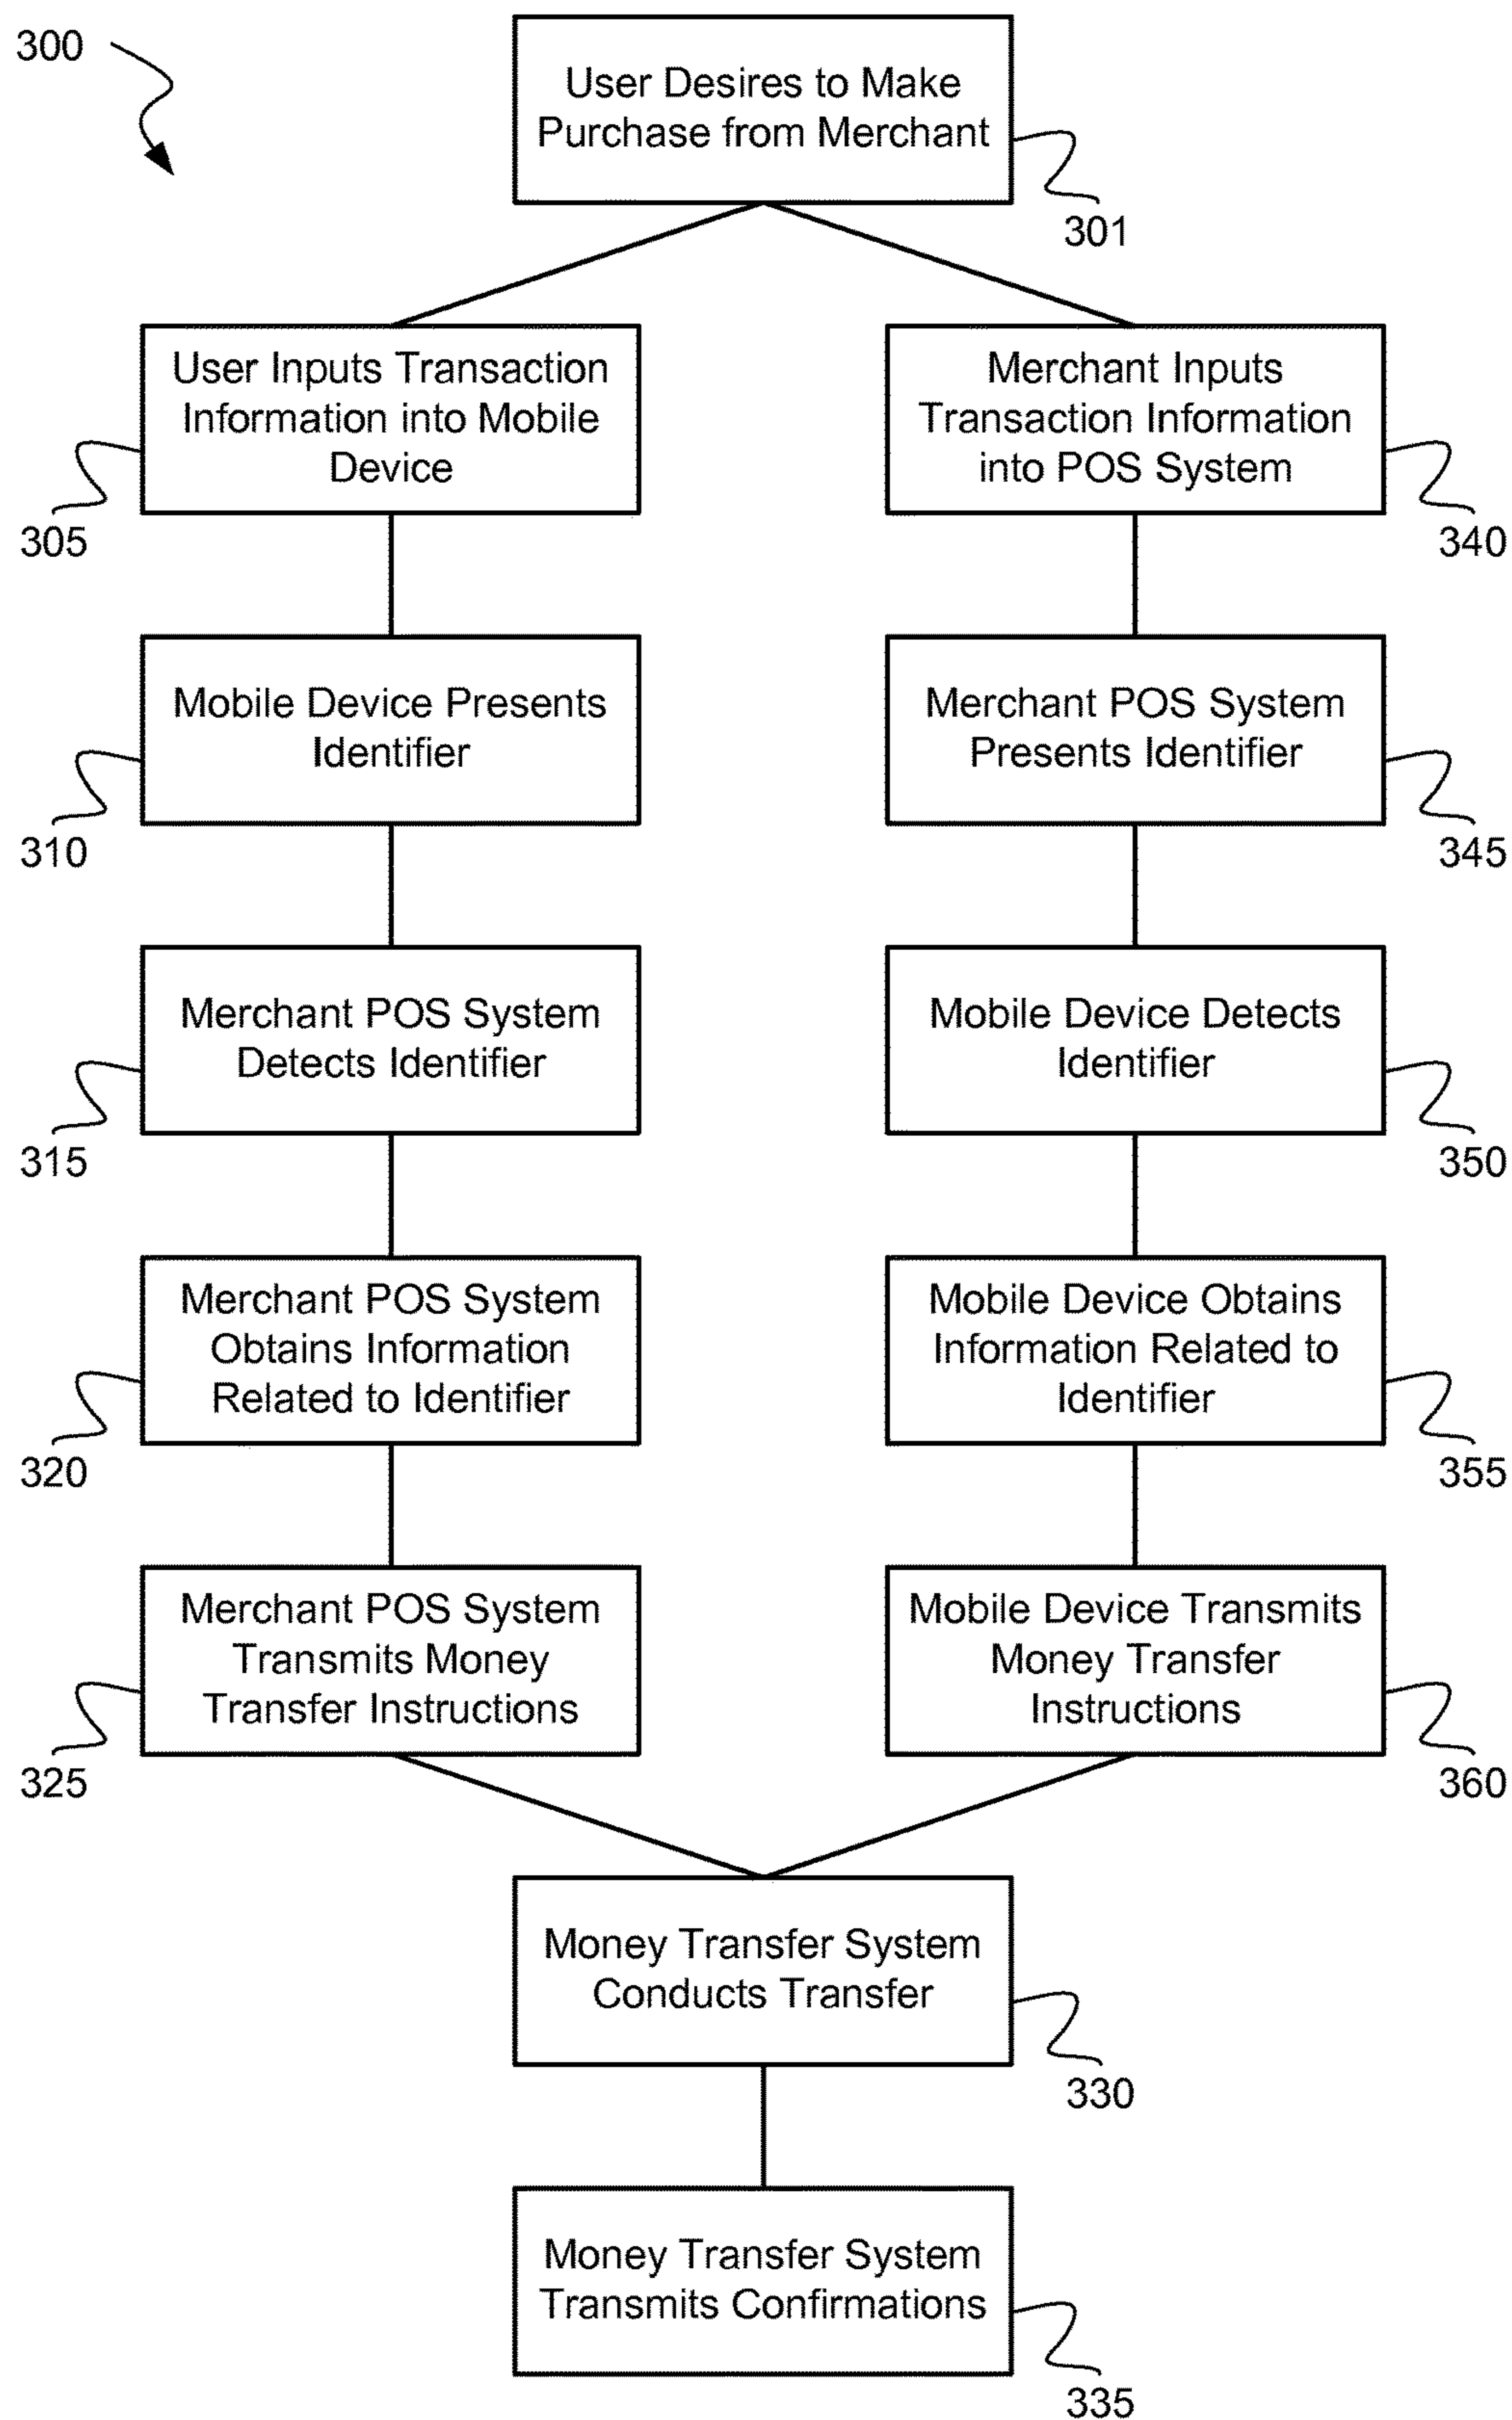 300
User Desires to Make
Purchase from Merchant
301
User Inputs Transaction
Information into Mobile
Device
305
Merchant Inputs
Transaction Information
into POS System
340
Mobile Device Presents
Identifier
310
Merchant POS System
Presents Identifier
345
Merchant POS System
Detects Identifier
315
Mobile Device Detects
Identifier
350
Merchant POS System
Obtains Information
Related to Identifier
320
Mobile Device Obtains
Information Related to
Identifier
355
Merchant POS System
Transmits Money
Transfer Instructions
325
Mobile Device Transmits
Money Transfer
Instructions
360
Money Transfer System
Conducts Transfer
330
Money Transfer System
Transmits Confirmations
335